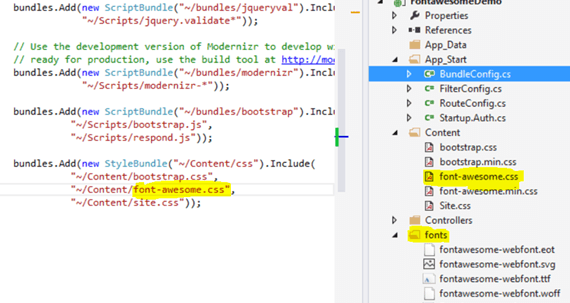 bundles.Add(new ScriptBundle("~/bundles/jqueryval").Inclu
"~/Scripts/jquery.validate*"));
// Use the development version of Modernizr to develop w
// ready for production, use the build tool at http://mod
bundles.Add(new ScriptBundle("~/bundles/modernizr").Inclu
"~/Scripts/modernizr-*"));
bundles.Add(new ScriptBundle("~/bundles/bootstrap").Inclu
"~/Scripts/bootstrap.js",
"~/Scripts/respond.js"));
bundles.Add(new StyleBundle("~/Content/css").Include(
"~/Content/bootstrap.css",
"~/Content/font-awesome.css",
"~/Content/site.css"));
FontawesomeDemo
Properties
References
App_Data
App_Start
BundleConfig.cs
FilterConfig.cs
RouteConfig.cs
Startup.Auth.cs
Content
bootstrap.css
bootstrap.min.css
font-awesome.css
font-awesome.min.css
Site.css
Controllers
fonts
fontawesome-webfont.eot
fontawesome-webfont.svg
fontawesome-webfont.ttf
fontawesome-webfont.woff